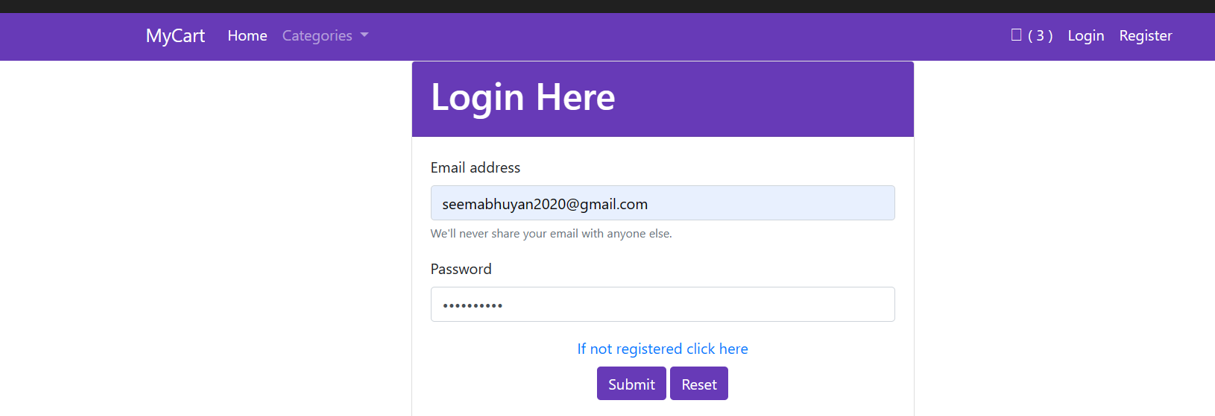 MyCart Home Categories ( 3 ) Login Register
Login Here
Email address
seemabhuyan2020@gmail.com
We'll never share your email with anyone else.
Password
••••••••••
If not registered click here
Submit Reset